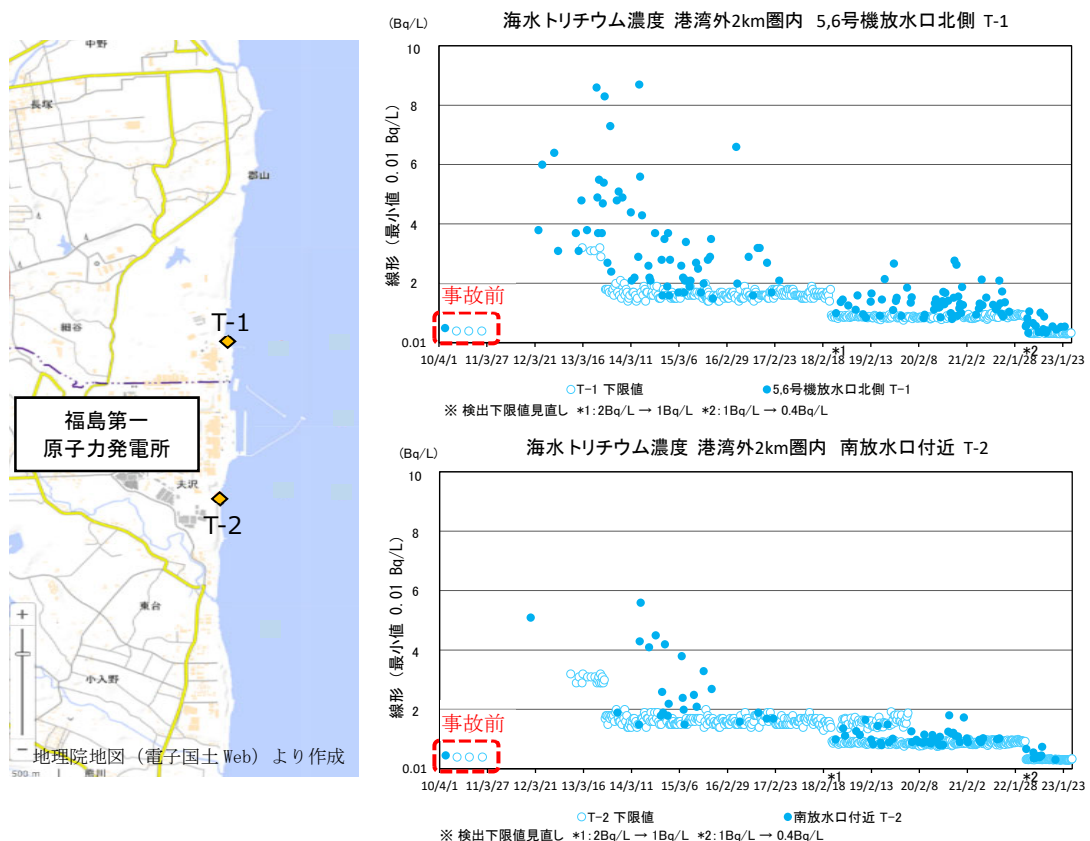 中野
長塚
郡山
T-1
細谷
福島第一
原子力発電所
夫沢
T-2
東台
小入野
+
−
地理院地図（電子国土Web）より作成
500 m
熊川
(Bq/L)
海水トリチウム濃度 港湾外2km圏内 5,6号機放水口北側 T-1
線形（最小値 0.01 Bq/L）
10
8
6
4
2
0.01
事故前
10/4/1 11/3/27 12/3/21 13/3/16 14/3/11 15/3/6 16/2/29 17/2/23 18/2/18 19/2/13 20/2/8 21/2/2 22/1/28 23/1/23
*1 *2
T-1 下限値 5,6号機放水口北側 T-1
※ 検出下限値見直し *1:2Bq/L → 1Bq/L *2:1Bq/L → 0.4Bq/L
(Bq/L)
海水トリチウム濃度 港湾外2km圏内 南放水口付近 T-2
線形（最小値 0.01 Bq/L）
10
8
6
4
2
0.01
事故前
10/4/1 11/3/27 12/3/21 13/3/16 14/3/11 15/3/6 16/2/29 17/2/23 18/2/18 19/2/13 20/2/8 21/2/2 22/1/28 23/1/23
*1 *2
T-2 下限値 南放水口付近 T-2
※ 検出下限値見直し *1:2Bq/L → 1Bq/L *2:1Bq/L → 0.4Bq/L